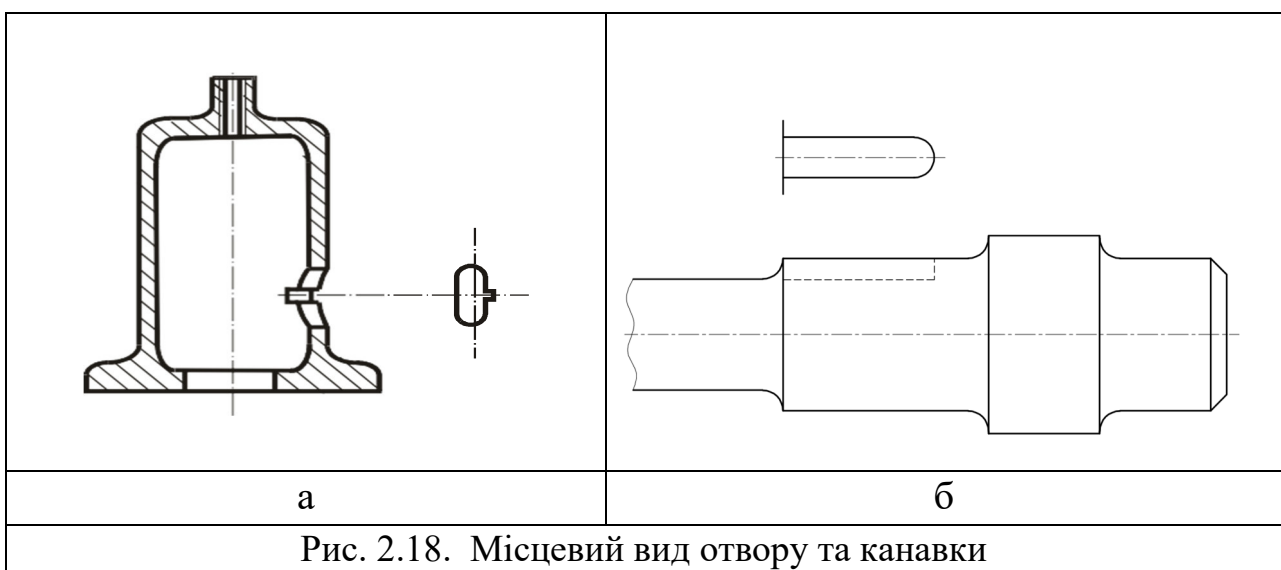 а
б
Рис. 2.18. Місцевий вид отвору та канавки